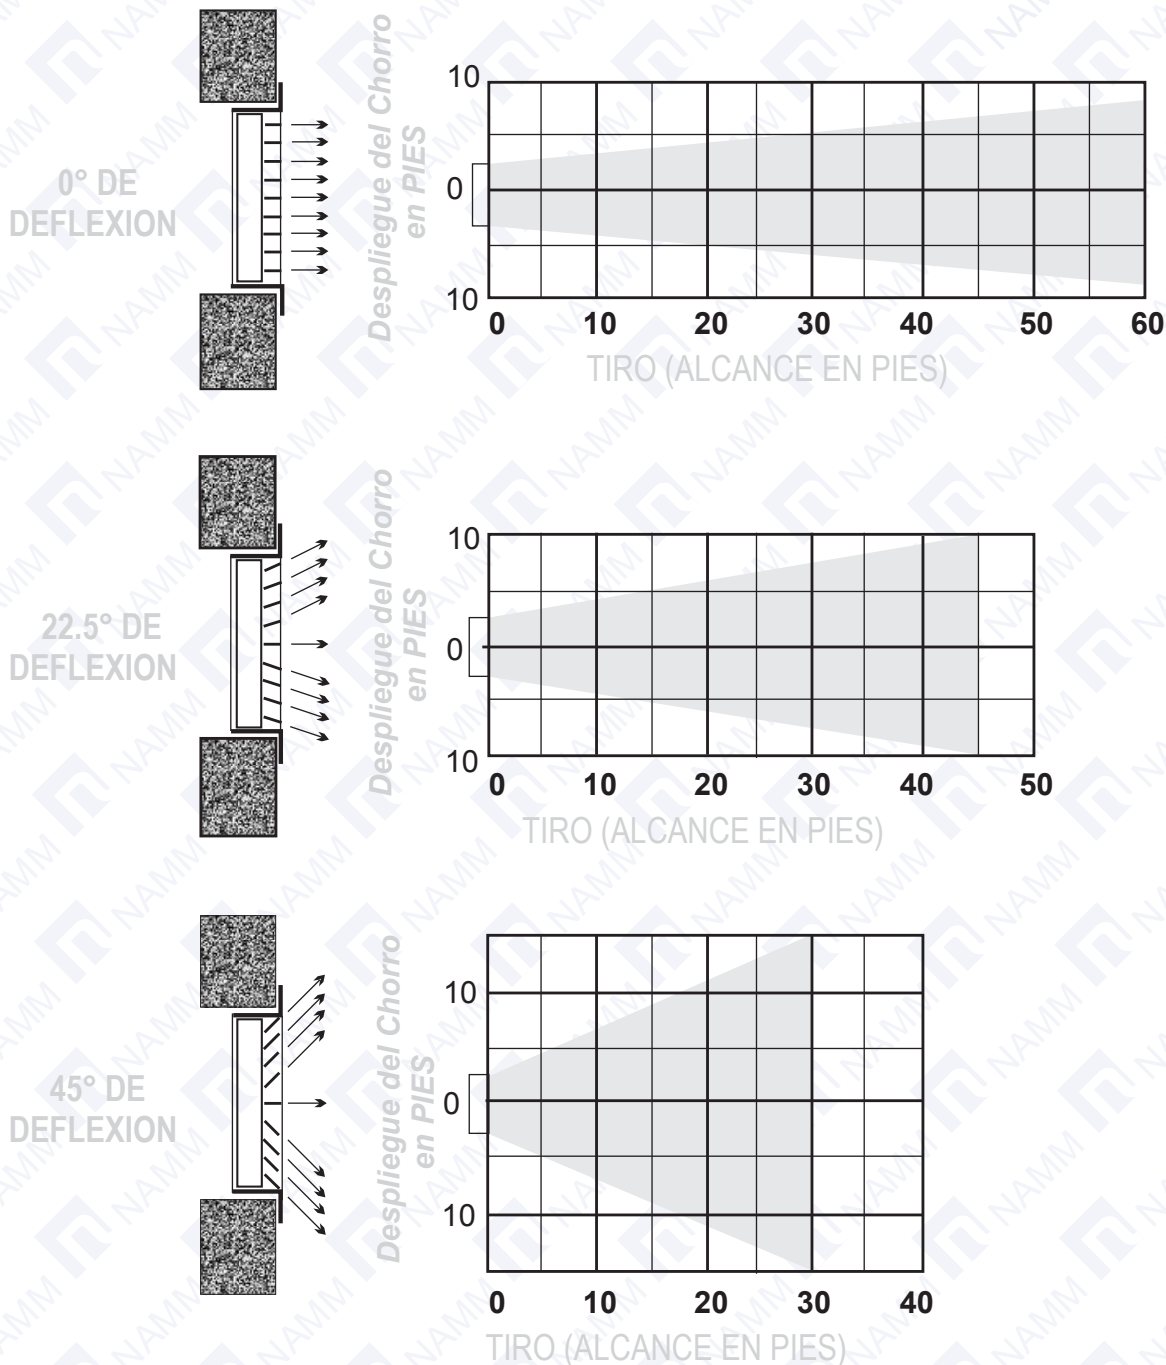 0° DE
DEFLEXION
Despliegue del Chorro
en PIES
10
0
10
0 10 20 30 40 50 60
TIRO (ALCANCE EN PIES)
22.5° DE
DEFLEXION
Despliegue del Chorro
en PIES
10
0
10
0 10 20 30 40 50
TIRO (ALCANCE EN PIES)
45° DE
DEFLEXION
Despliegue del Chorro
en PIES
10
0
10
0 10 20 30 40
TIRO (ALCANCE EN PIES)
NAMM